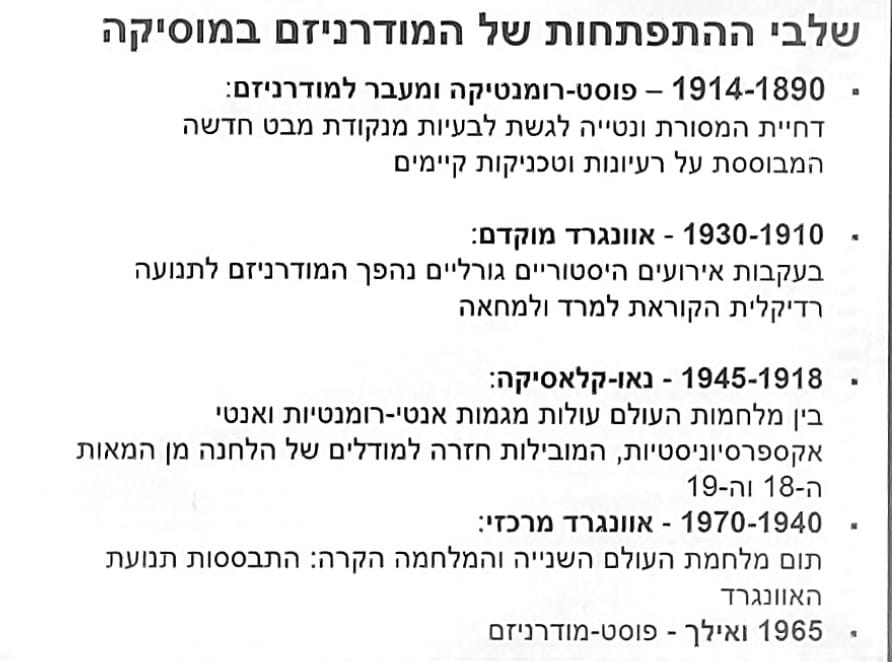 שלבי ההתפתחות של המודרניזם במוסיקה
▪ 1914-1890 – פוסט-רומנטיקה ומעבר למודרניזם:
דחיית המסורת ונטייה לגשת לבעיות מנקודת מבט חדשה
המבוססת על רעיונות וטכניקות קיימים
▪ 1930-1910 - אוונגרד מוקדם:
בעקבות אירועים היסטוריים גורליים נהפך המודרניזם לתנועה
רדיקלית הקוראת למרד ולמחאה
▪ 1945-1918 - נאו-קלאסיקה:
בין מלחמות העולם עולות מגמות אנטי-רומנטיות ואנטי
אקספרסיוניסטיות, המובילות חזרה למודלים של הלחנה מן המאות
ה-18 וה-19
▪ 1970-1940 - אוונגרד מרכזי:
תום מלחמת העולם השנייה והמלחמה הקרה: התבססות תנועת
האוונגרד
▪ 1965 ואילך - פוסט-מודרניזם